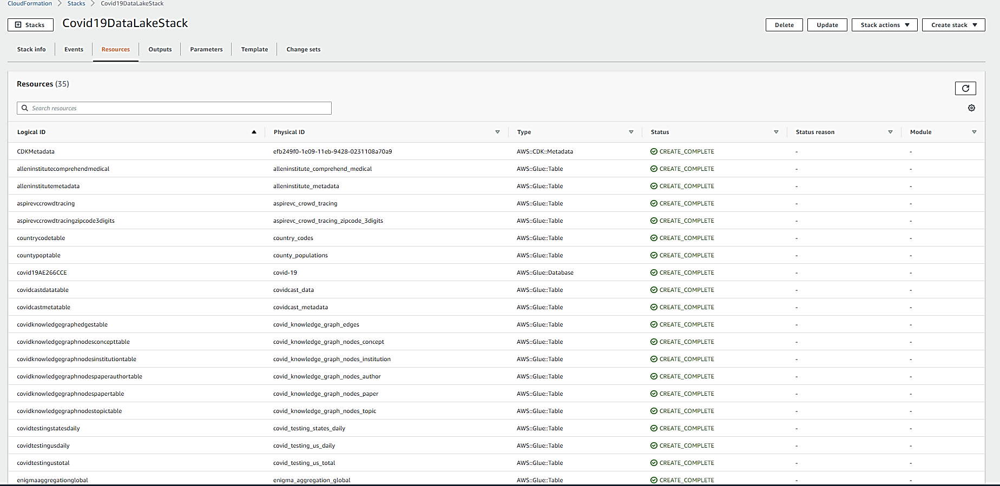 CloudFormation > Stacks > Covid19DataLakeStack
Stacks Covid19DataLakeStack Delete Update Stack actions Create stack
Stack info Events Resources Outputs Parameters Template Change sets
Resources (35)
Search resources
Logical ID Physical ID Type Status Status reason Module
CDKMetadata efb249f0-1e09-11eb-9428-0231108a70a9 AWS::CDK::Metadata CREATE_COMPLETE - -
alleninstitutecomprehendmedical alleninstitute_comprehend_medical AWS::Glue::Table CREATE_COMPLETE - -
alleninstitutemetadata alleninstitute_metadata AWS::Glue::Table CREATE_COMPLETE - -
aspirevccrowdtracing aspirevc_crowd_tracing AWS::Glue::Table CREATE_COMPLETE - -
aspirevccrowdtracingzipcode3digits aspirevc_crowd_tracing_zipcode_3digits AWS::Glue::Table CREATE_COMPLETE - -
countrycodetable country_codes AWS::Glue::Table CREATE_COMPLETE - -
countypoptable county_populations AWS::Glue::Table CREATE_COMPLETE - -
covid19AE266CCE covid-19 AWS::Glue::Database CREATE_COMPLETE - -
covidcastdatatable covidcast_data AWS::Glue::Table CREATE_COMPLETE - -
covidcastmetatable covidcast_metadata AWS::Glue::Table CREATE_COMPLETE - -
covidknowledgegraphedgestable covid_knowledge_graph_edges AWS::Glue::Table CREATE_COMPLETE - -
covidknowledgegraphnodesconcepttable covid_knowledge_graph_nodes_concept AWS::Glue::Table CREATE_COMPLETE - -
covidknowledgegraphnodesinstitutiontable covid_knowledge_graph_nodes_institution AWS::Glue::Table CREATE_COMPLETE - -
covidknowledgegraphnodespaperauthortable covid_knowledge_graph_nodes_author AWS::Glue::Table CREATE_COMPLETE - -
covidknowledgegraphnodespapertable covid_knowledge_graph_nodes_paper AWS::Glue::Table CREATE_COMPLETE - -
covidknowledgegraphnodestopictable covid_knowledge_graph_nodes_topic AWS::Glue::Table CREATE_COMPLETE - -
covidtestingstatesdaily covid_testing_states_daily AWS::Glue::Table CREATE_COMPLETE - -
covidtestingusdaily covid_testing_us_daily AWS::Glue::Table CREATE_COMPLETE - -
covidtestingustotal covid_testing_us_total AWS::Glue::Table CREATE_COMPLETE - -
enigmaaggregationglobal enigma_aggregation_global AWS::Glue::Table CREATE_COMPLETE - -